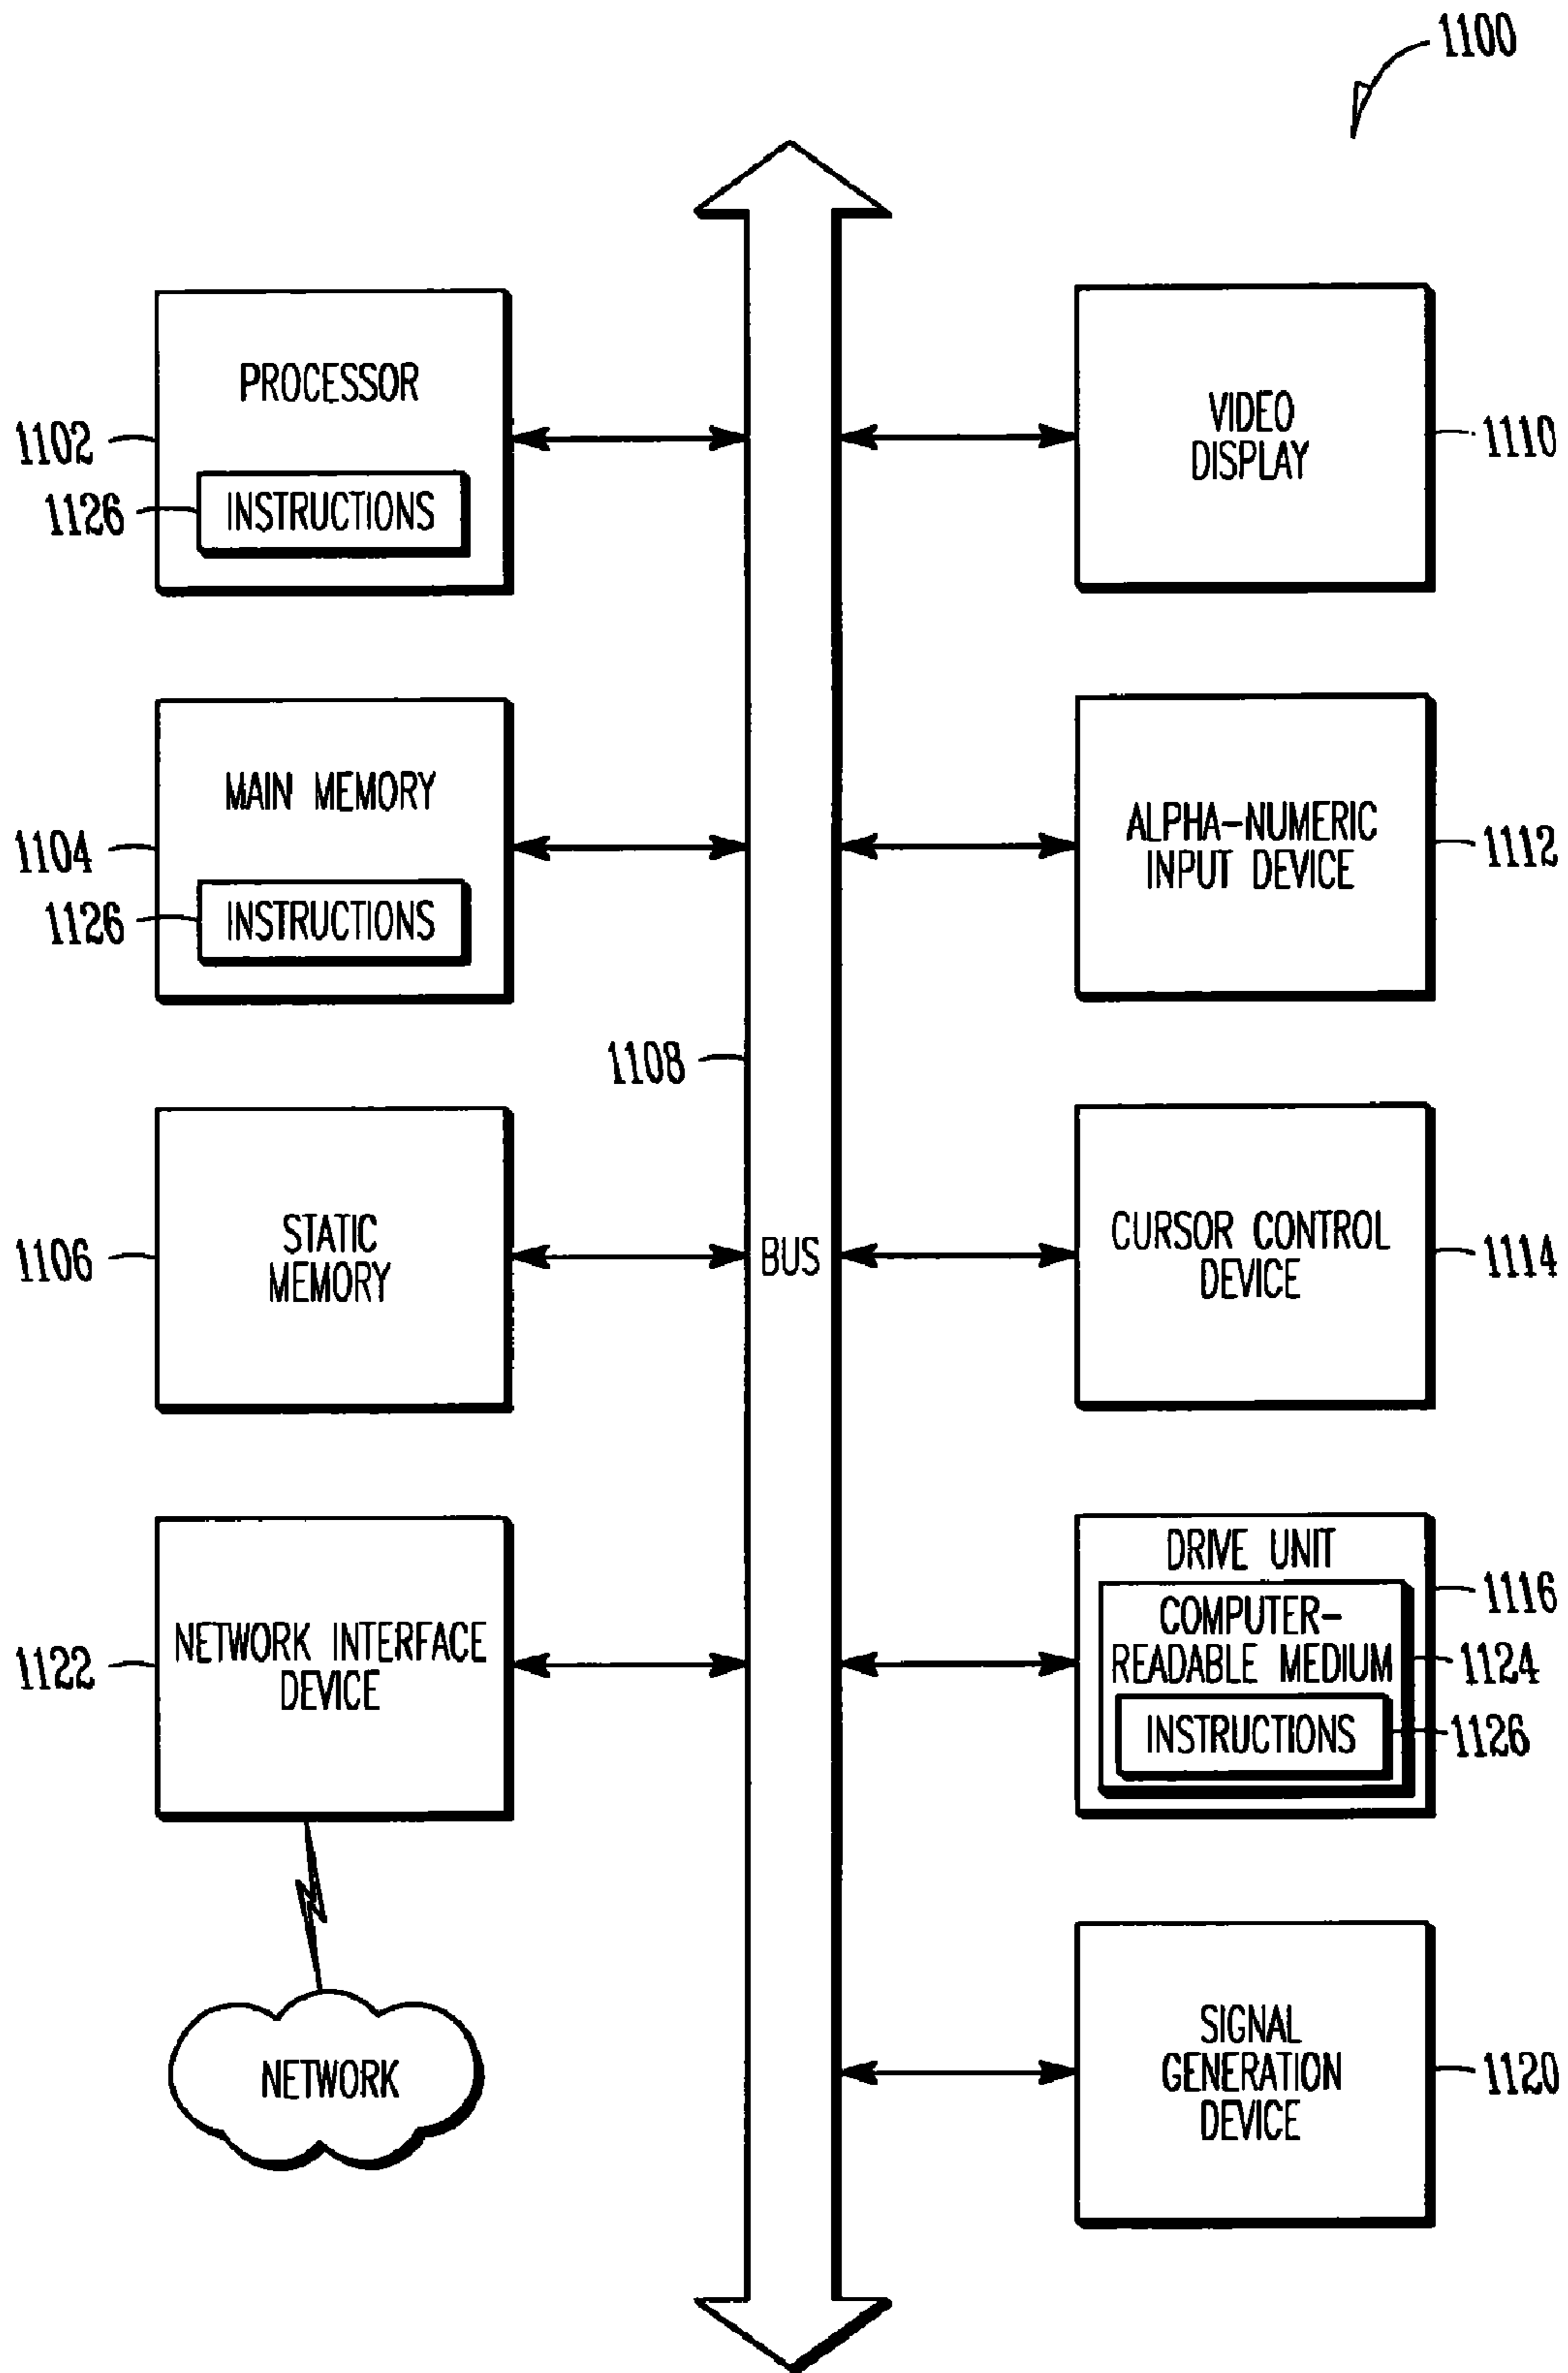 1100
PROCESSOR
1102
1126
INSTRUCTIONS
MAIN MEMORY
1104
1126
INSTRUCTIONS
1108
STATIC
MEMORY
1106
NETWORK INTERFACE
DEVICE
1122
NETWORK
BUS
VIDEO
DISPLAY
1110
ALPHA-NUMERIC
INPUT DEVICE
1112
CURSOR CONTROL
DEVICE
1114
DRIVE UNIT
1116
COMPUTER-
READABLE MEDIUM
1124
INSTRUCTIONS
1126
SIGNAL
GENERATION
DEVICE
1120